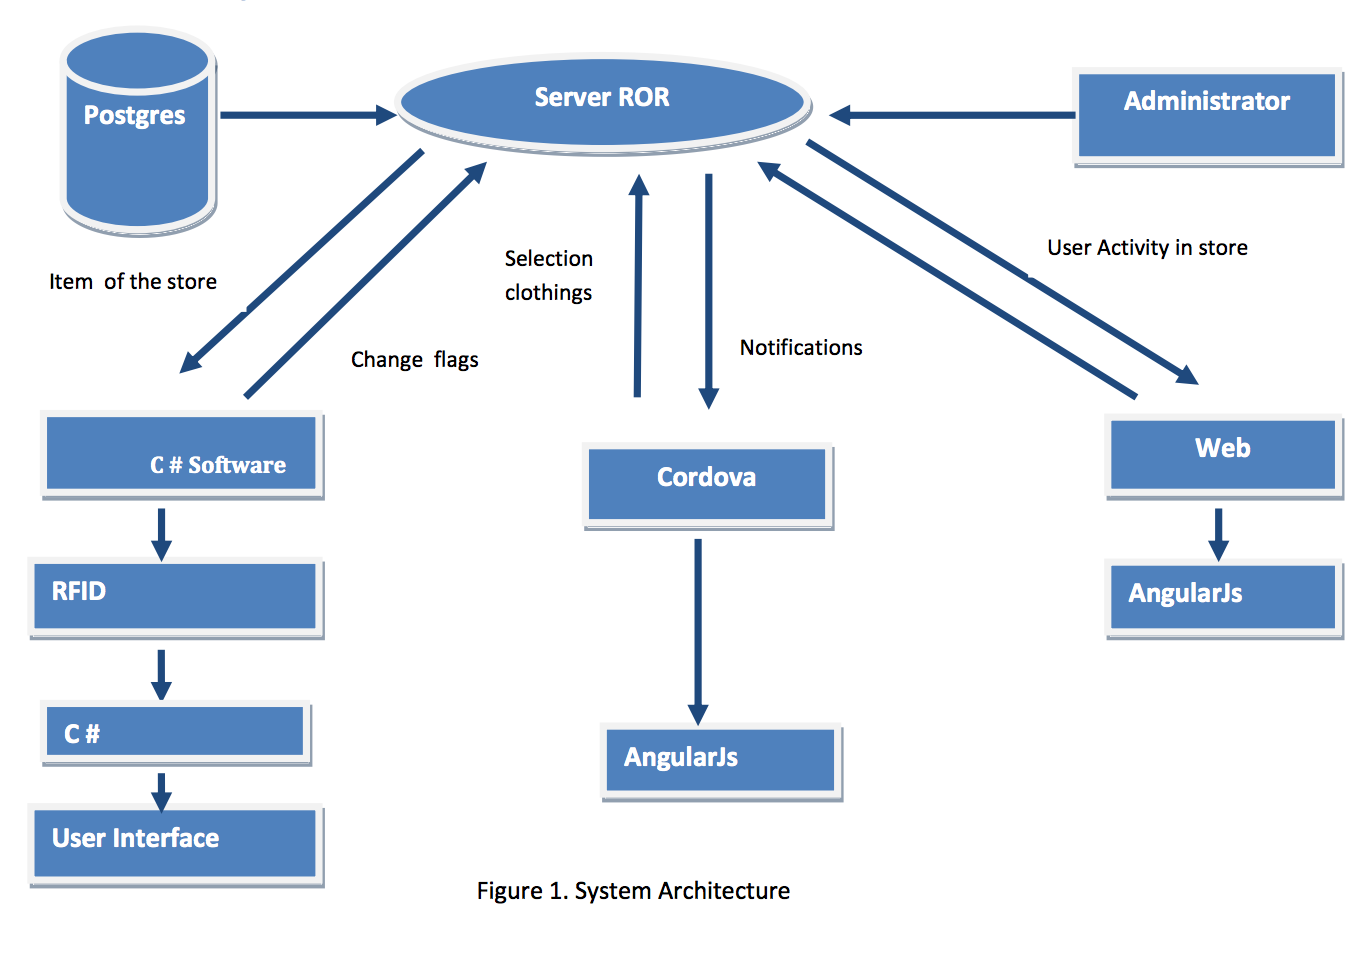 Postgres
Server ROR
Administrator
Item  of the store
Change  flags
Selection
clothings
Notifications
User Activity in store
C # Software
Cordova
Web
RFID
AngularJs
C #
AngularJs
User Interface
Figure 1. System Architecture